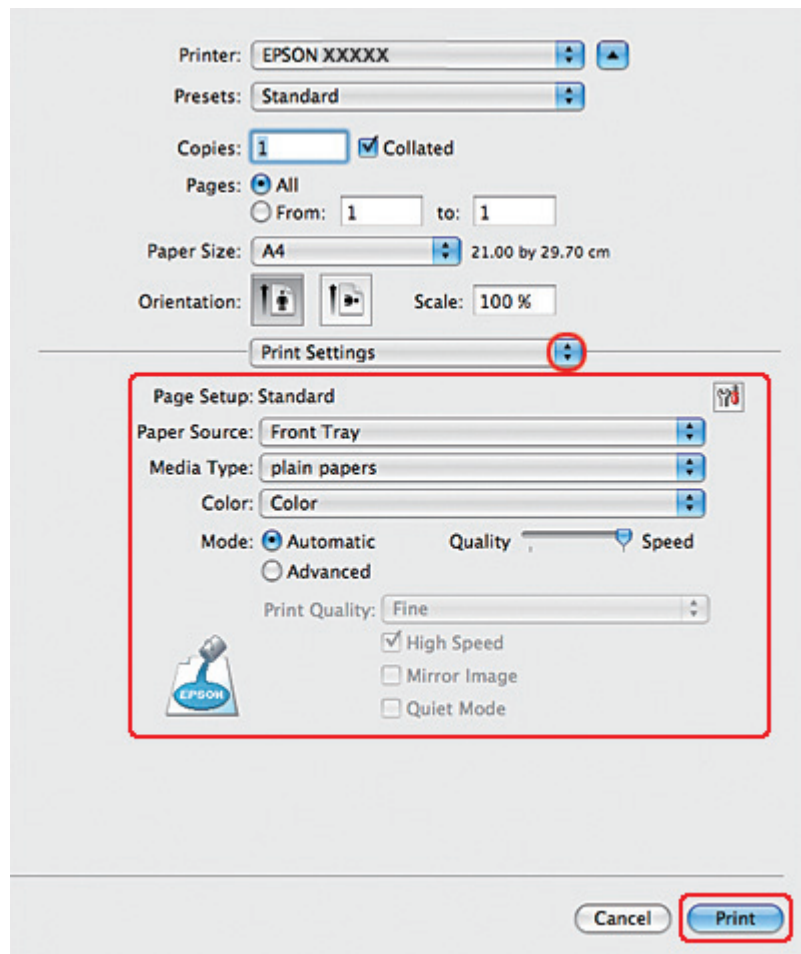 Printer: EPSON XXXXX
Presets: Standard
Copies: 1 Collated
Pages: All
From: 1 to: 1
Paper Size: A4 21.00 by 29.70 cm
Orientation: Scale: 100 %
Print Settings
Page Setup: Standard
Paper Source: Front Tray
Media Type: plain papers
Color: Color
Mode: Automatic Quality Speed
Advanced
Print Quality: Fine
High Speed
Mirror Image
EPSON
Quiet Mode
Cancel Print